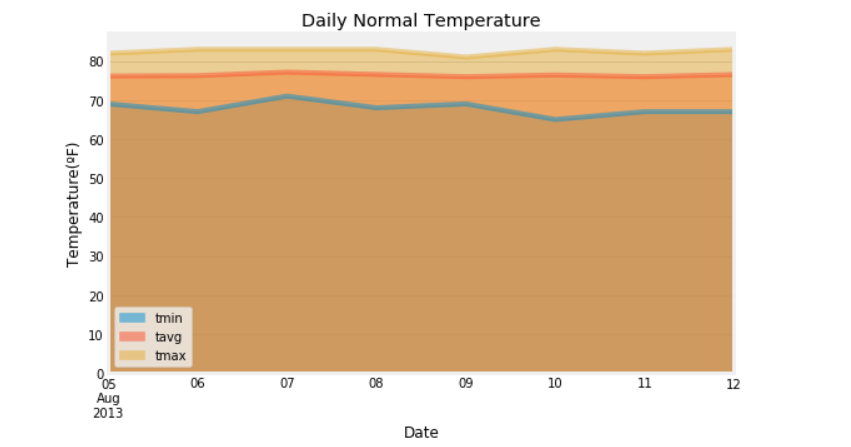 Daily Normal Temperature
80
70
60
50
40
30
20
10
0
Temperature(ºF)
tmin
tavg
tmax
05 06 07 08 09 10 11 12
Aug
2013
Date